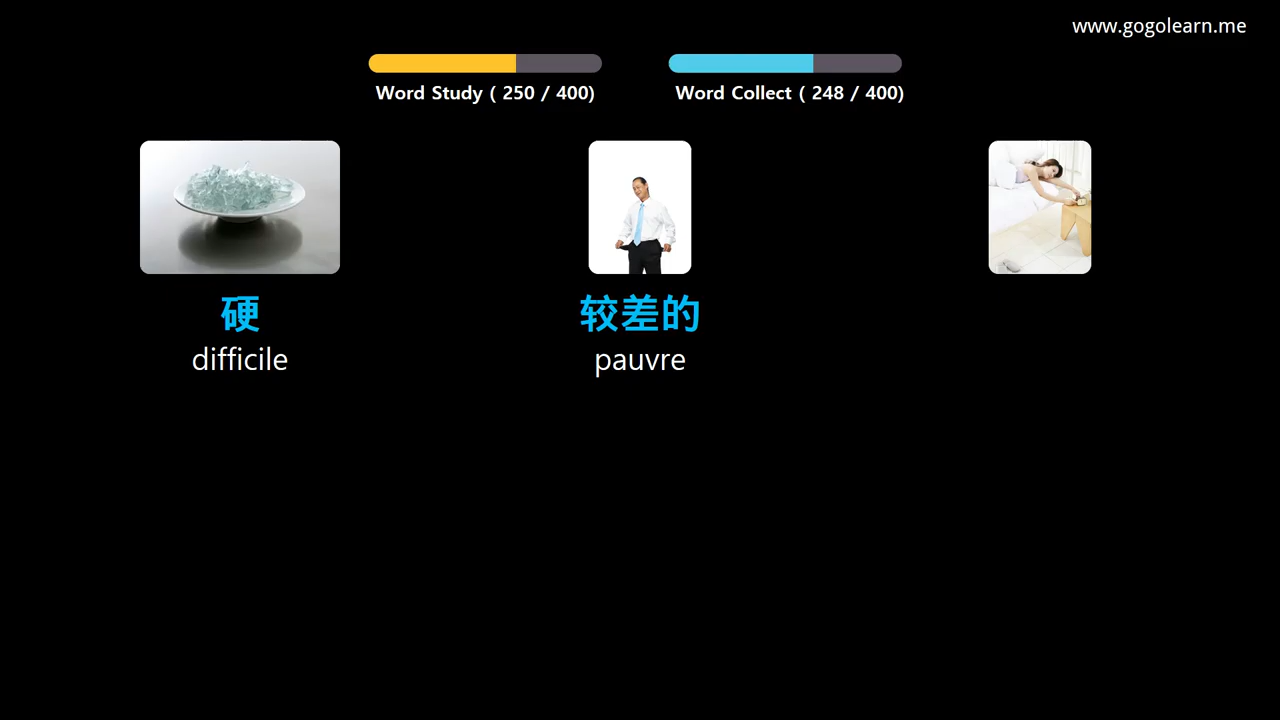 www.gogolearn.me
Word Study ( 250 / 400)
Word Collect ( 248 / 400)
硬
difficile
较差的
pauvre